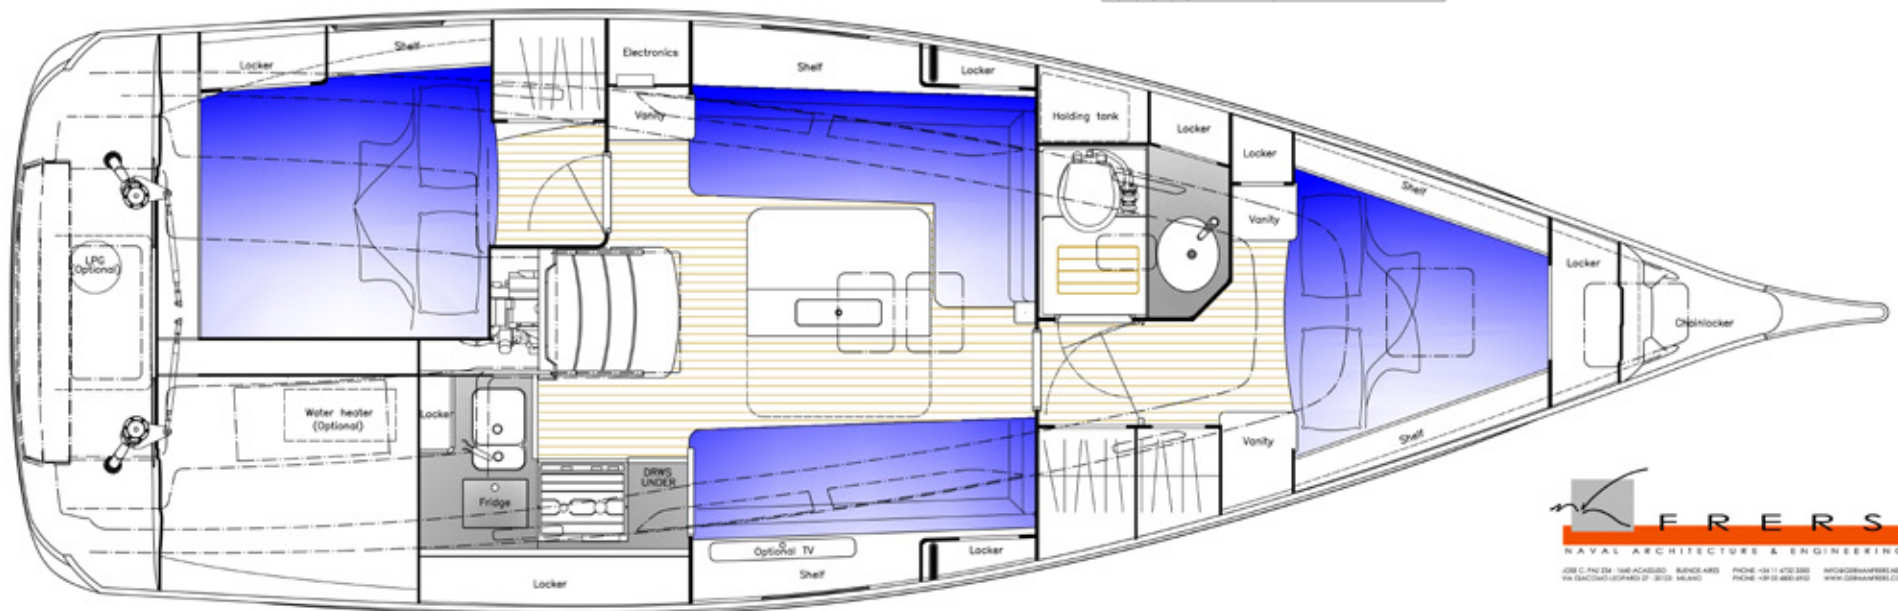 Locker
Shelf
Electronics
Vanity
Shelf
Locker
Holding tank
Locker
Locker
Vanity
Shelf
LPG
(Optional)
Locker
Chainlocker
Water heater
(Optional)
Locker
Fridge
DRWS
UNDER
Vanity
Shelf
Optional TV
Locker
Shelf
Locker
FRERS
NAVAL ARCHITECTURE & ENGINEERING